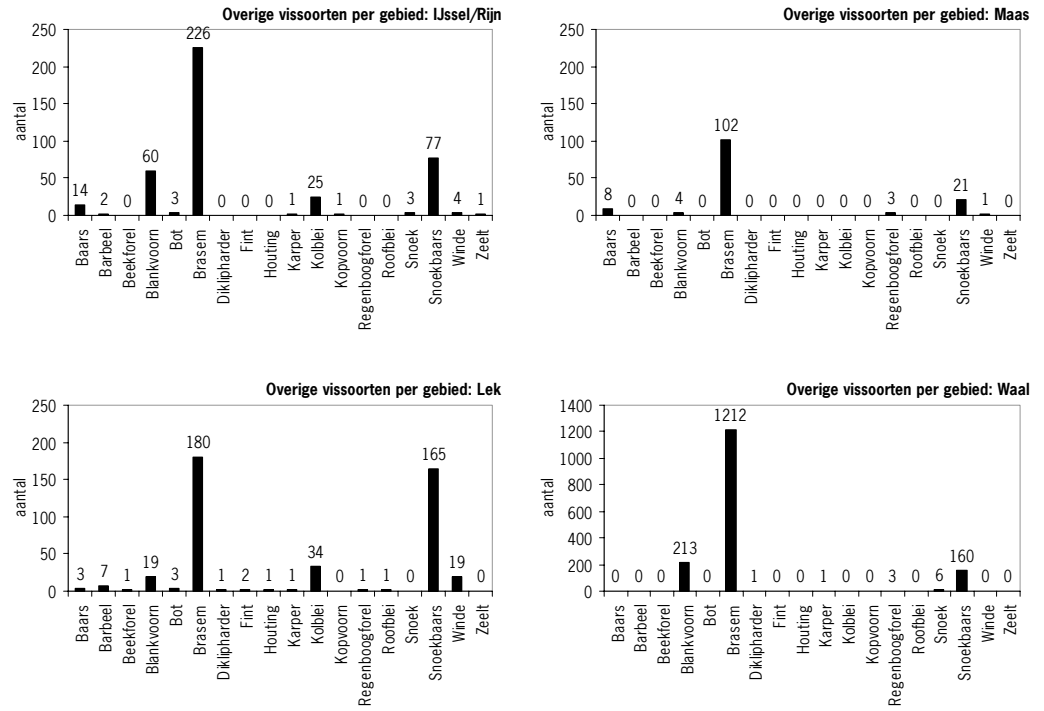 Overige vissoorten per gebied: IJssel/Rijn
aantal
250
200
150
100
50
0
14 2 0 60 3 226 0 0 0 1 25 1 0 0 3 77 4 1
Baars Barbeel Beekforel Blankvoorn Bot Brasem Diklipharder Fint Houting Karper Kolblei Kopvoorn Regenboogforel Roofblei Snoek Snoekbaars Winde Zeelt
Overige vissoorten per gebied: Maas
aantal
250
200
150
100
50
0
8 0 0 4 0 102 0 0 0 0 0 0 3 0 0 21 1 0
Baars Barbeel Beekforel Blankvoorn Bot Brasem Diklipharder Fint Houting Karper Kolblei Kopvoorn Regenboogforel Roofblei Snoek Snoekbaars Winde Zeelt
Overige vissoorten per gebied: Lek
aantal
250
200
150
100
50
0
3 7 1 19 3 180 1 2 1 1 34 0 1 1 0 165 19 0
Baars Barbeel Beekforel Blankvoorn Bot Brasem Diklipharder Fint Houting Karper Kolblei Kopvoorn Regenboogforel Roofblei Snoek Snoekbaars Winde Zeelt
Overige vissoorten per gebied: Waal
aantal
1400
1200
1000
800
600
400
200
0
0 0 0 213 0 1212 1 0 0 1 0 0 3 0 6 160 0 0
Baars Barbeel Beekforel Blankvoorn Bot Brasem Diklipharder Fint Houting Karper Kolblei Kopvoorn Regenboogforel Roofblei Snoek Snoekbaars Winde Zeelt